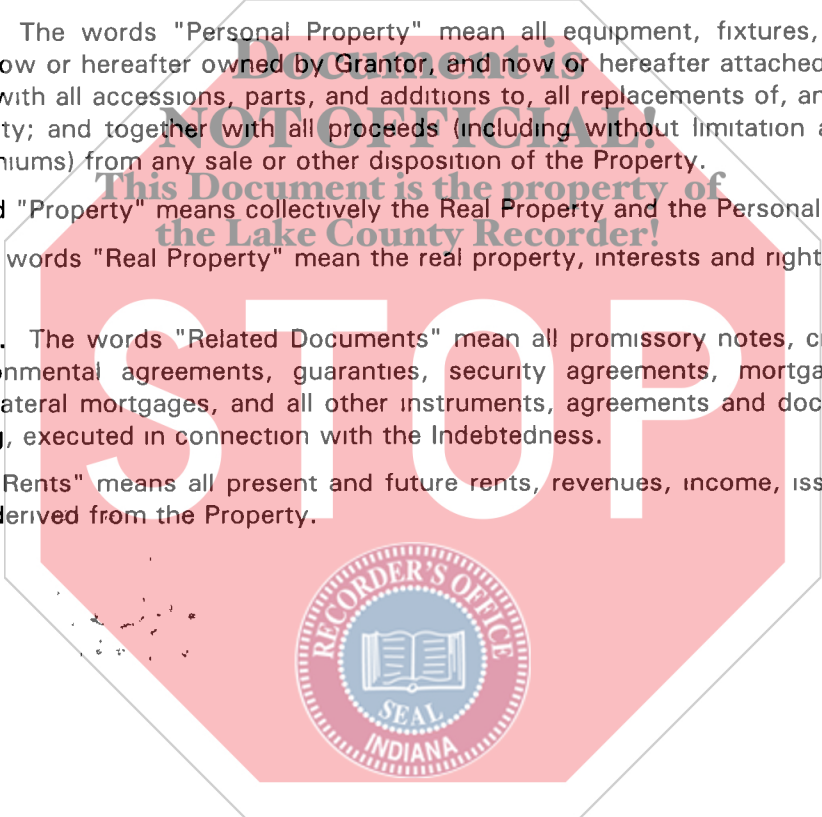 The words "Personal Property" mean all equipment, fixtures,
ow or hereafter owned by Grantor, and now or hereafter attached
with all accessions, parts, and additions to, all replacements of, an
ty; and together with all proceeds (including without limitation a
niums) from any sale or other disposition of the Property.
"Property" means collectively the Real Property and the Personal
words "Real Property" mean the real property, interests and right
. The words "Related Documents" mean all promissory notes, c
nmental agreements, guaranties, security agreements, mortga
ateral mortgages, and all other instruments, agreements and doc
, executed in connection with the Indebtedness.
Rents" means all present and future rents, revenues, income, iss
derived from the Property.
Document is
NOT OFFICIAL!
This Document is the property of
the Lake County Recorder!
STOP
RECORDER'S OFFICE
SEAL
INDIANA